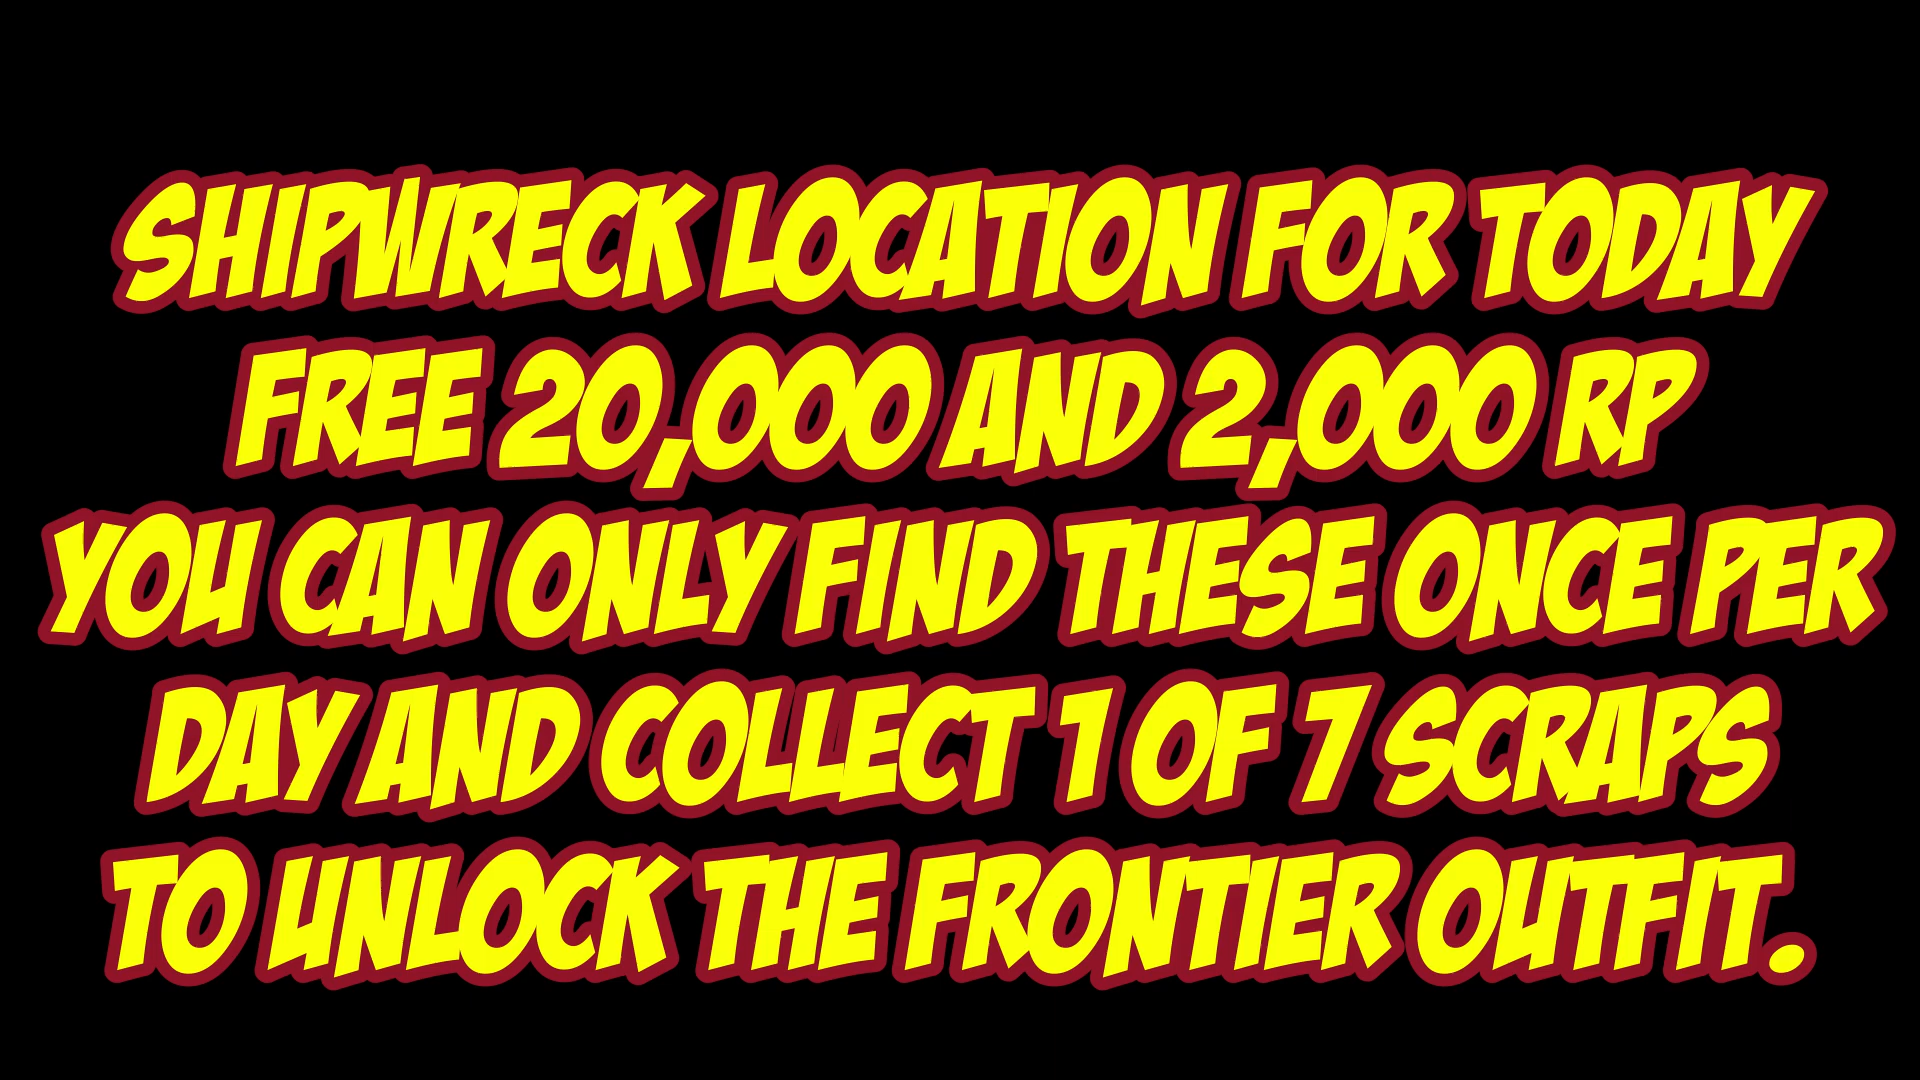 SHIPWRECK LOCATION FOR TODAY
FREE 20,000 AND 2,000 RP
YOU CAN ONLY FIND THESE ONCE PER
DAY AND COLLECT 1 OF 7 SCRAPS
TO UNLOCK THE FRONTIER OUTFIT.